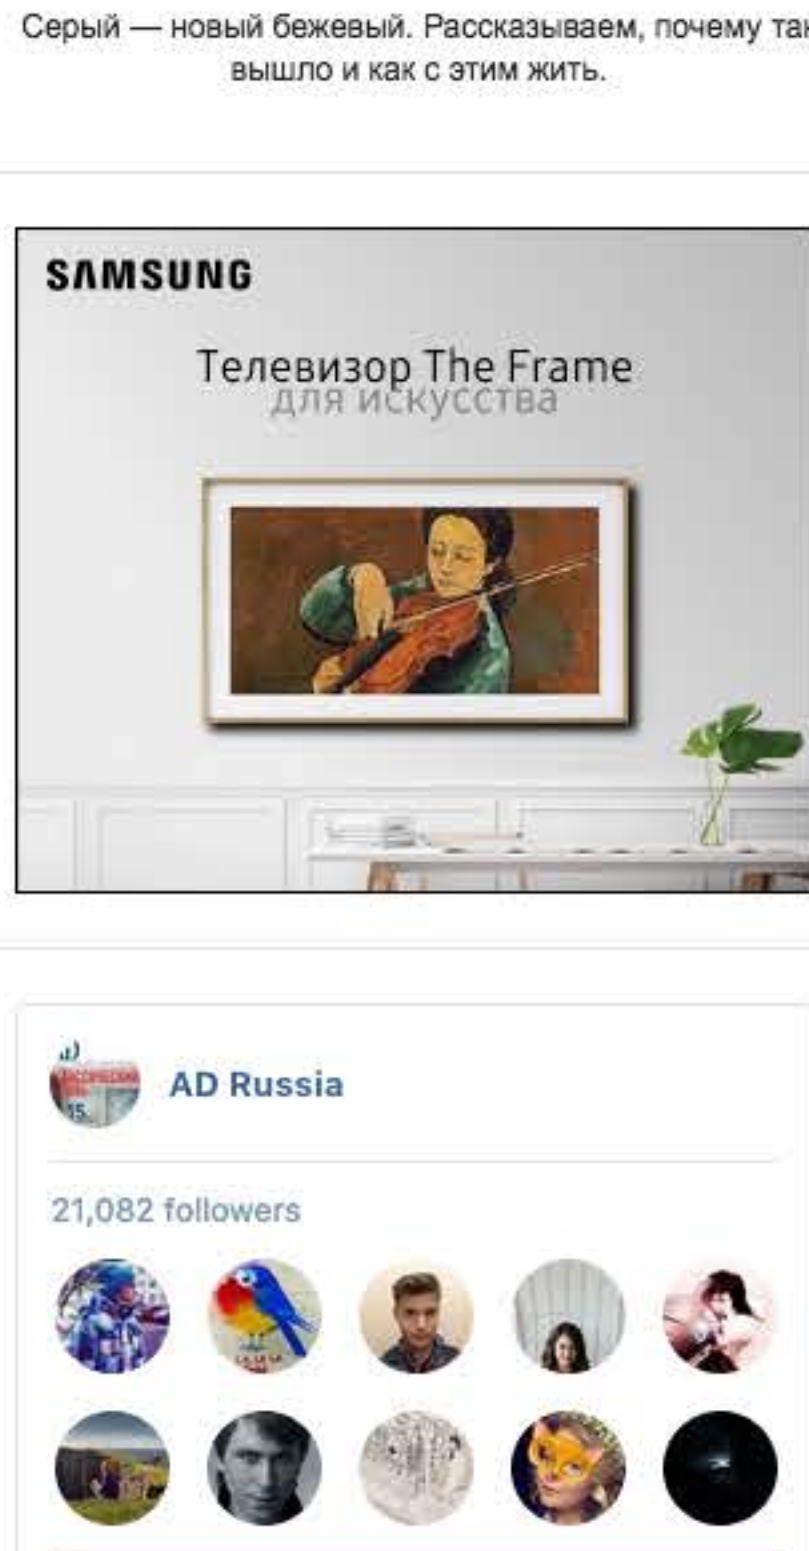 Серый — новый бежевый. Рассказываем, почему так
вышло и как с этим жить.
SAMSUNG
Телевизор The Frame
для искусства
AD Russia
15.
21,082 followers